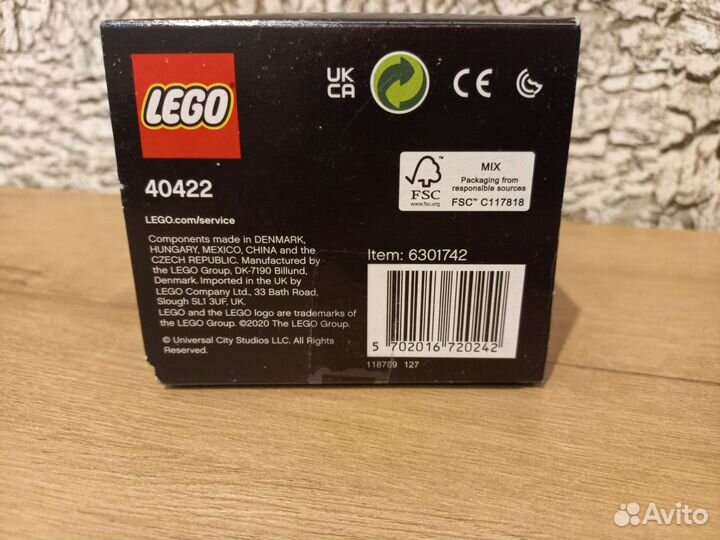 LEGO
UK
CA
CE
40422
LEGO.com/service
Components made in DENMARK,
HUNGARY, MEXICO, CHINA and the
CZECH REPUBLIC. Manufactured by
the LEGO Group, DK-7190 Billund,
Denmark. Imported in the UK by
LEGO Company Ltd., 33 Bath Road,
Slough SL1 3UF, UK.
LEGO and the LEGO logo are trademarks of
the LEGO Group. ©2020 The LEGO Group.
© Universal City Studios LLC. All Rights
Reserved.
FSC
www.fsc.org
MIX
Packaging from
responsible sources
FSC™ C117818
Item: 6301742
5 702016 720242
118769 127
Avito